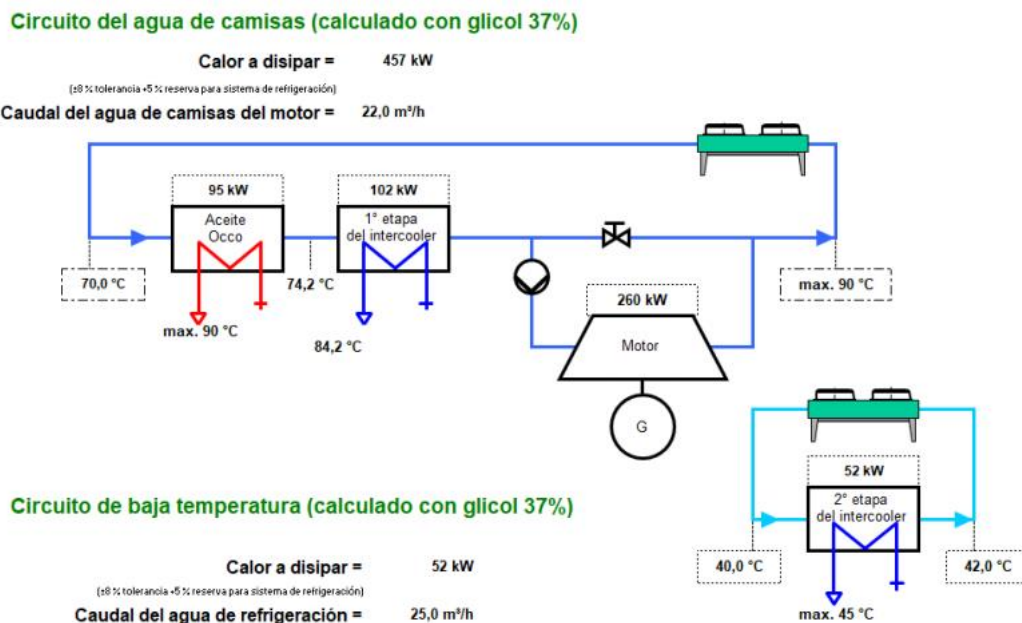 Circuito del agua de camisas (calculado con glicol 37%)
Calor a disipar = 457 kW
(±8 % tolerancia +5 % reserva para sistema de refrigeración)
Caudal del agua de camisas del motor = 22,0 m³/h
95 kW
102 kW
Aceite
Occo
1° etapa
del intercooler
70,0 °C
74,2 °C
max. 90 °C
max. 90 °C
84,2 °C
260 kW
Motor
G
52 kW
2° etapa
del intercooler
40,0 °C
42,0 °C
max. 45 °C
Circuito de baja temperatura (calculado con glicol 37%)
Calor a disipar = 52 kW
(±8 % tolerancia +5 % reserva para sistema de refrigeración)
Caudal del agua de refrigeración = 25,0 m³/h